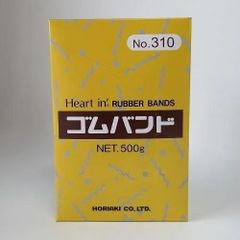 No.310
Heart in' RUBBER BANDS
ゴムバンド
NET. 500g
HORIAKI CO., LTD.